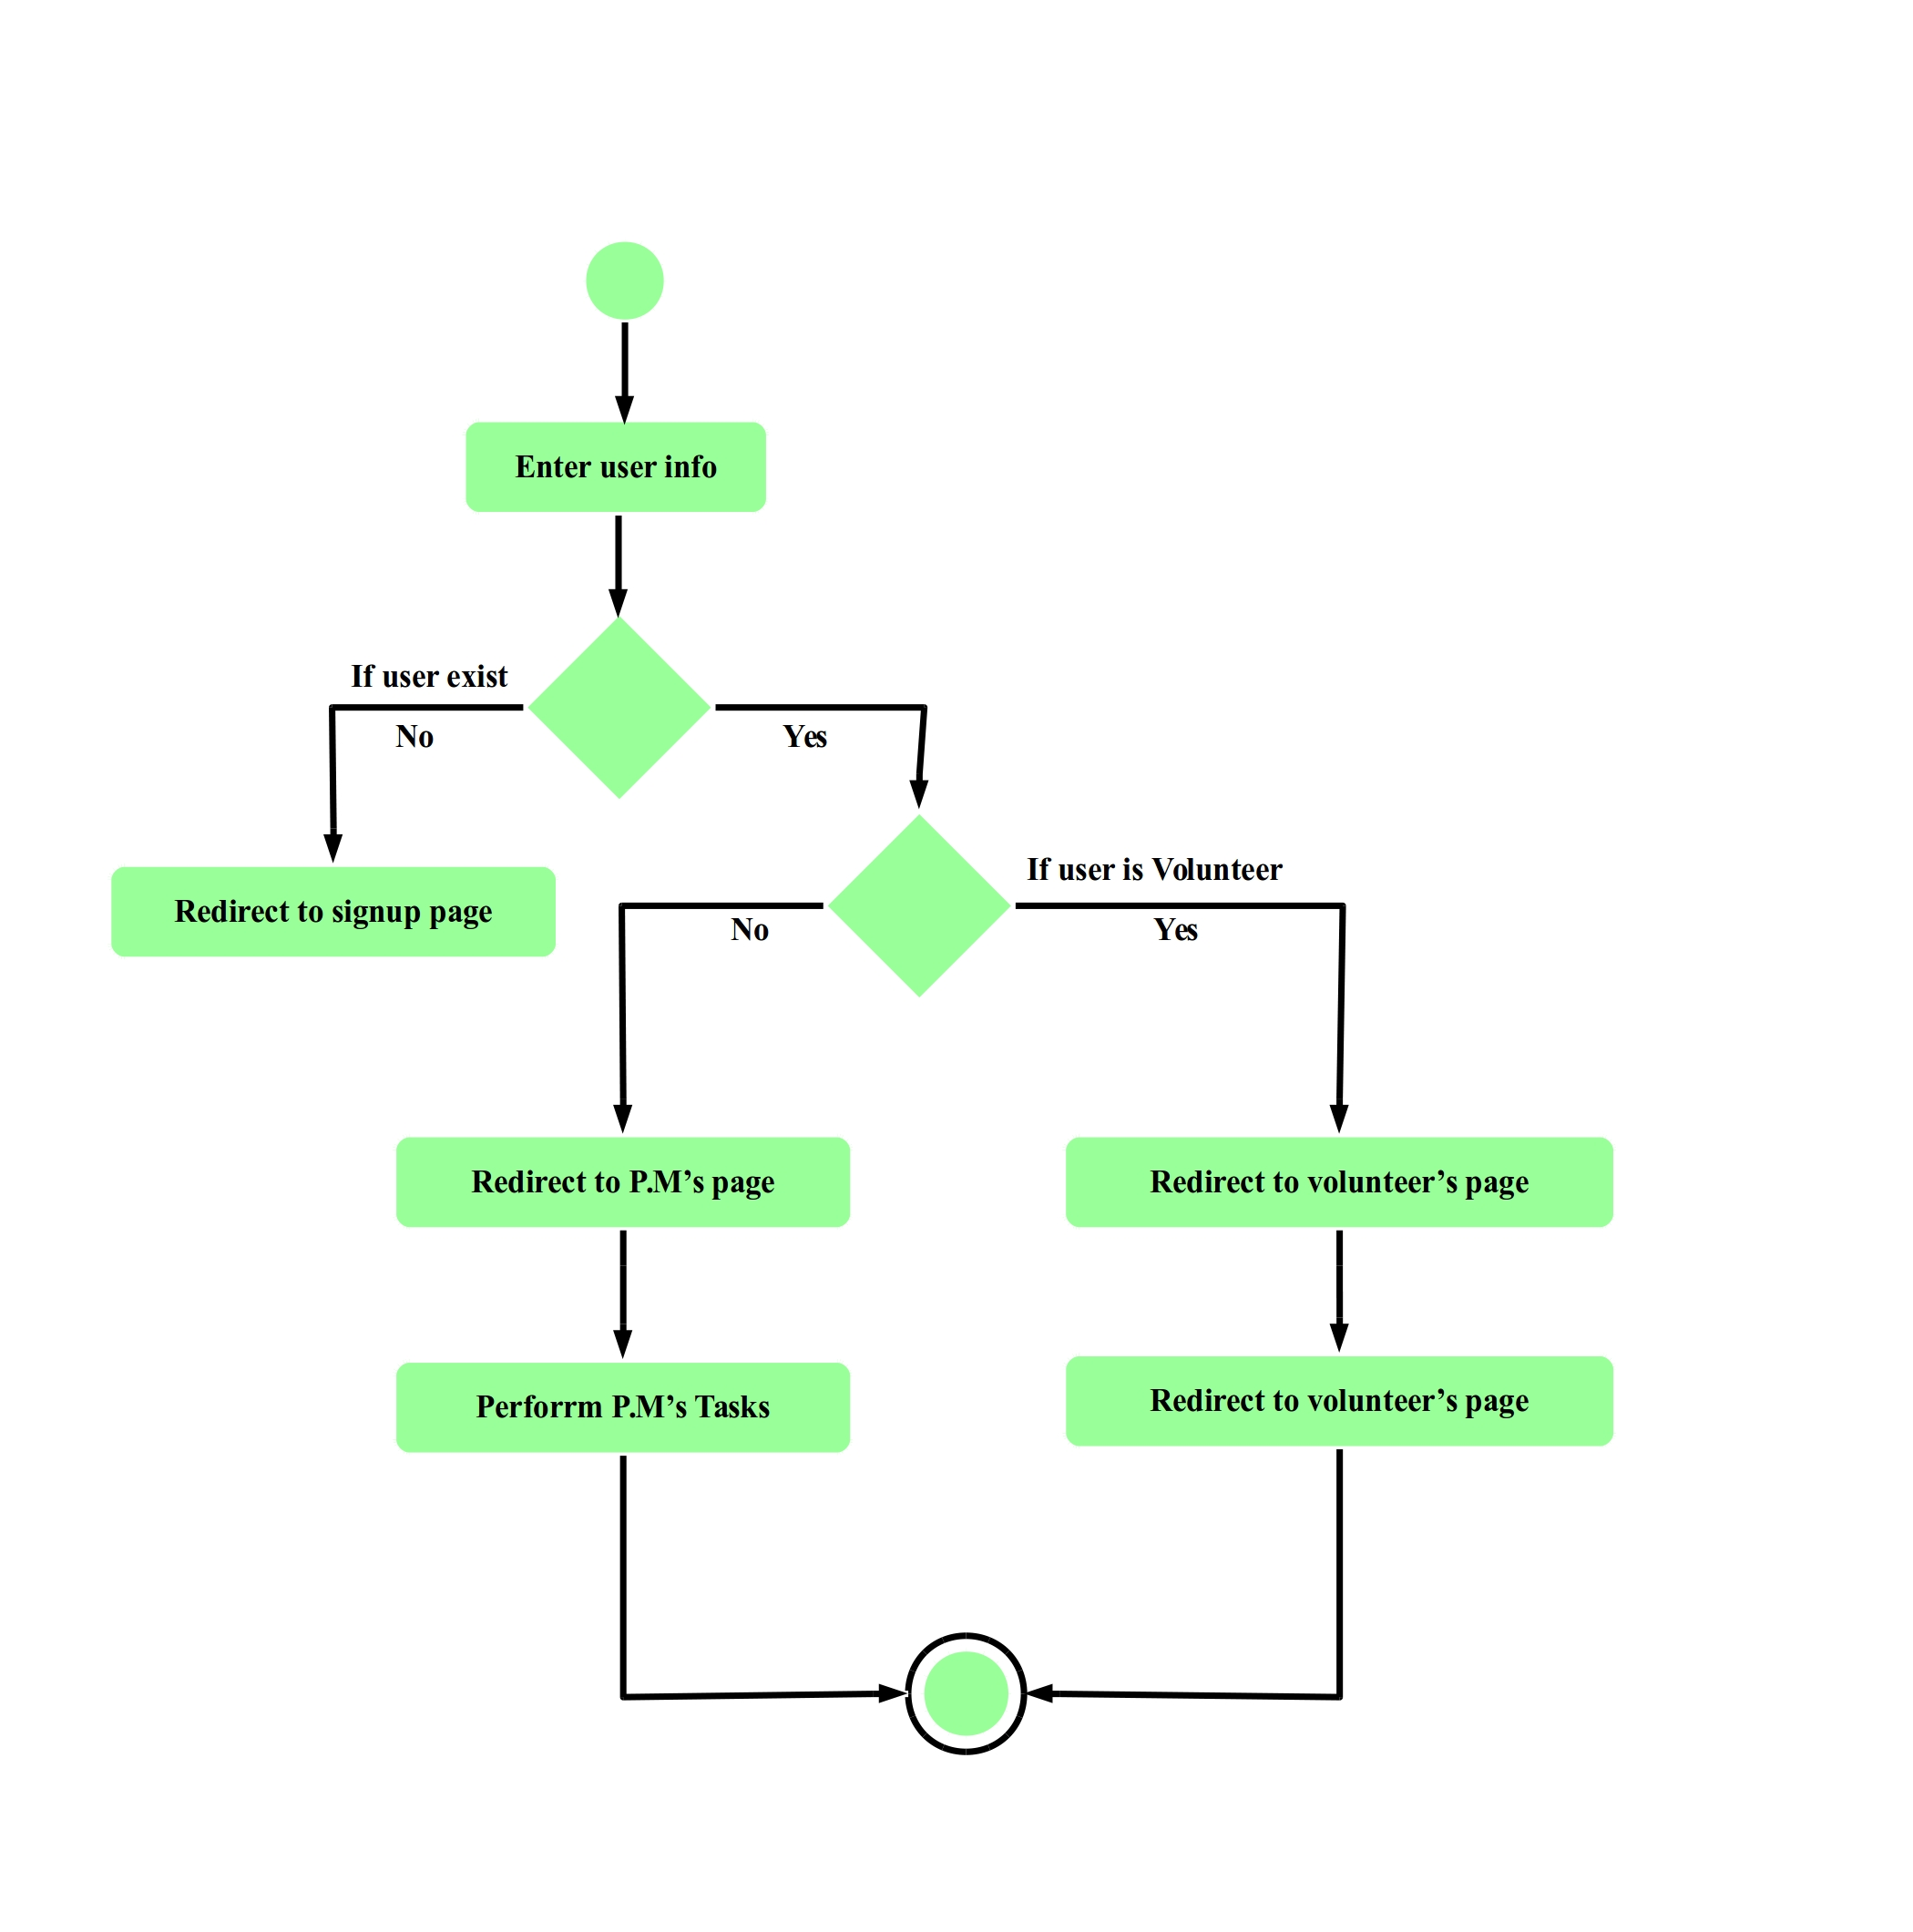 Enter user info
If user exist
No
Yes
If user is Volunteer
Redirect to signup page
No
Yes
Redirect to P.M’s page
Redirect to volunteer’s page
Perforrm P.M’s Tasks
Redirect to volunteer’s page